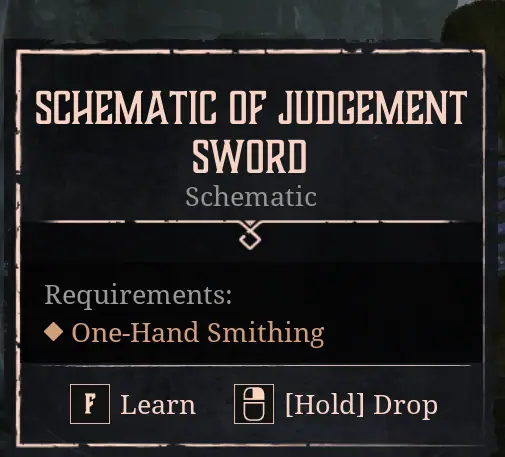 SCHEMATIC OF JUDGEMENT
SWORD
Schematic
Requirements:
One-Hand Smithing
F Learn [Hold] Drop